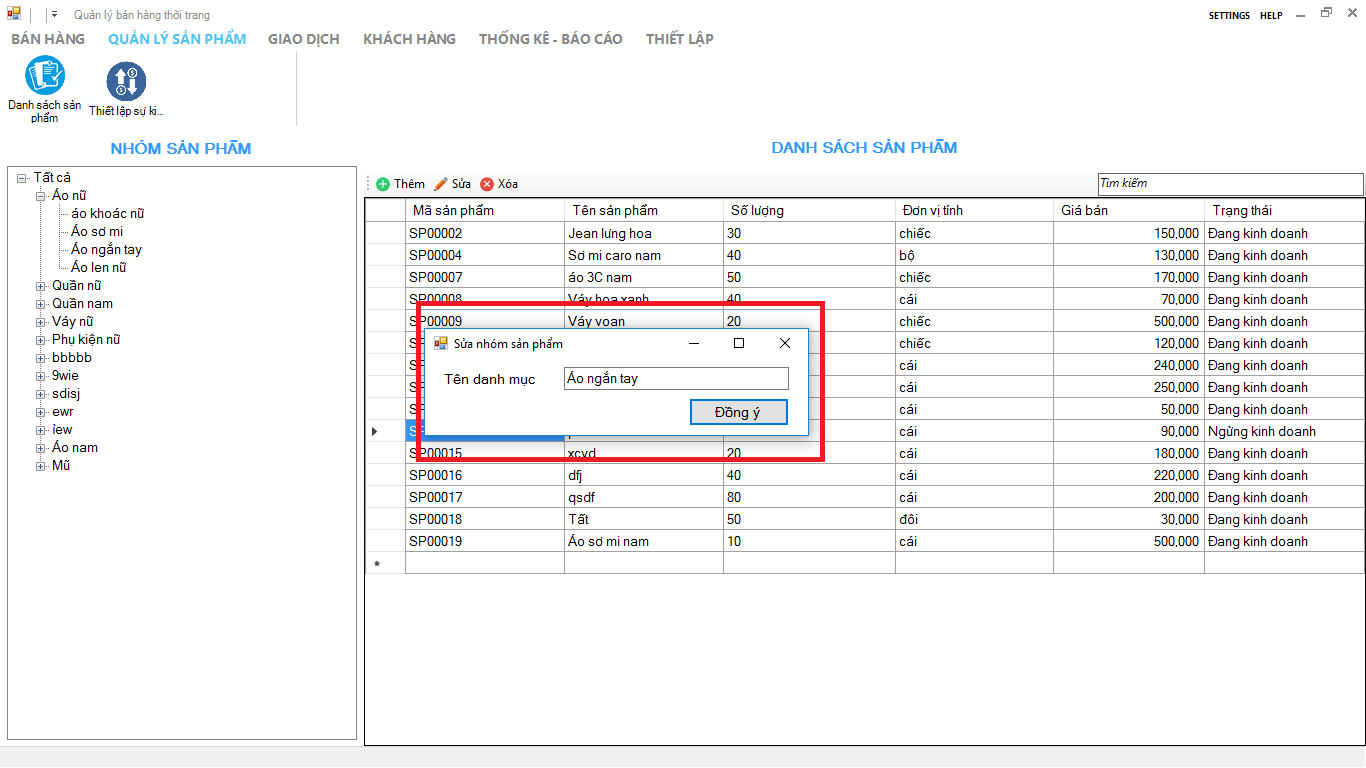 Quản lý bán hàng thời trang
SETTINGS HELP
BÁN HÀNG QUẢN LÝ SẢN PHẨM GIAO DỊCH KHÁCH HÀNG THỐNG KÊ - BÁO CÁO THIẾT LẬP
Danh sách sản phẩm
Thiết lập sự ki...
NHÓM SẢN PHẨM
Tất cả
Áo nữ
áo khoác nữ
Áo sơ mi
Áo ngắn tay
Áo len nữ
Quần nữ
Quần nam
Váy nữ
Phụ kiện nữ
bbbbb
9wie
sdisj
ewr
iew
Áo nam
Mũ
DANH SÁCH SẢN PHẨM
Thêm Sửa Xóa
Tìm kiếm
Mã sản phẩm Tên sản phẩm Số lượng Đơn vị tính Giá bán Trạng thái
SP00002 Jean lưng hoa 30 chiếc 150,000 Đang kinh doanh
SP00004 Sơ mi caro nam 40 bộ 130,000 Đang kinh doanh
SP00007 áo 3C nam 50 chiếc 170,000 Đang kinh doanh
SP00008 Váy hoa xanh 40 cái 70,000 Đang kinh doanh
SP00009 Váy voan 20 chiếc 500,000 Đang kinh doanh
chiếc 120,000 Đang kinh doanh
cái 240,000 Đang kinh doanh
cái 250,000 Đang kinh doanh
cái 50,000 Đang kinh doanh
cái 90,000 Ngừng kinh doanh
SP00015 xcvd 20 cái 180,000 Đang kinh doanh
SP00016 dfj 40 cái 220,000 Đang kinh doanh
SP00017 qsdf 80 cái 200,000 Đang kinh doanh
SP00018 Tất 50 đôi 30,000 Đang kinh doanh
SP00019 Áo sơ mi nam 10 cái 500,000 Đang kinh doanh
Sửa nhóm sản phẩm
Tên danh mục Áo ngắn tay
Đồng ý